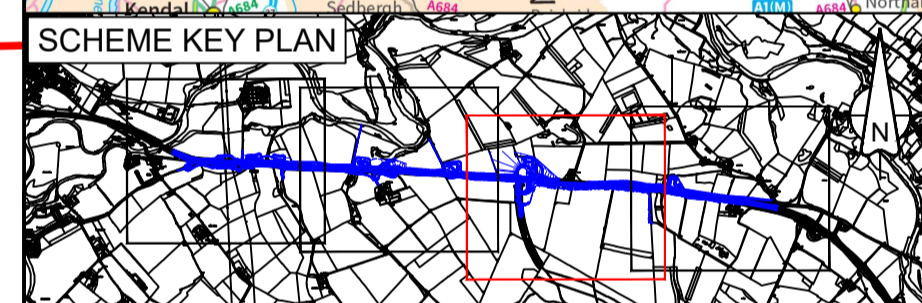 Kendal
A684
Sedbergh
A684
A1(M)
A684
SCHEME KEY PLAN
N